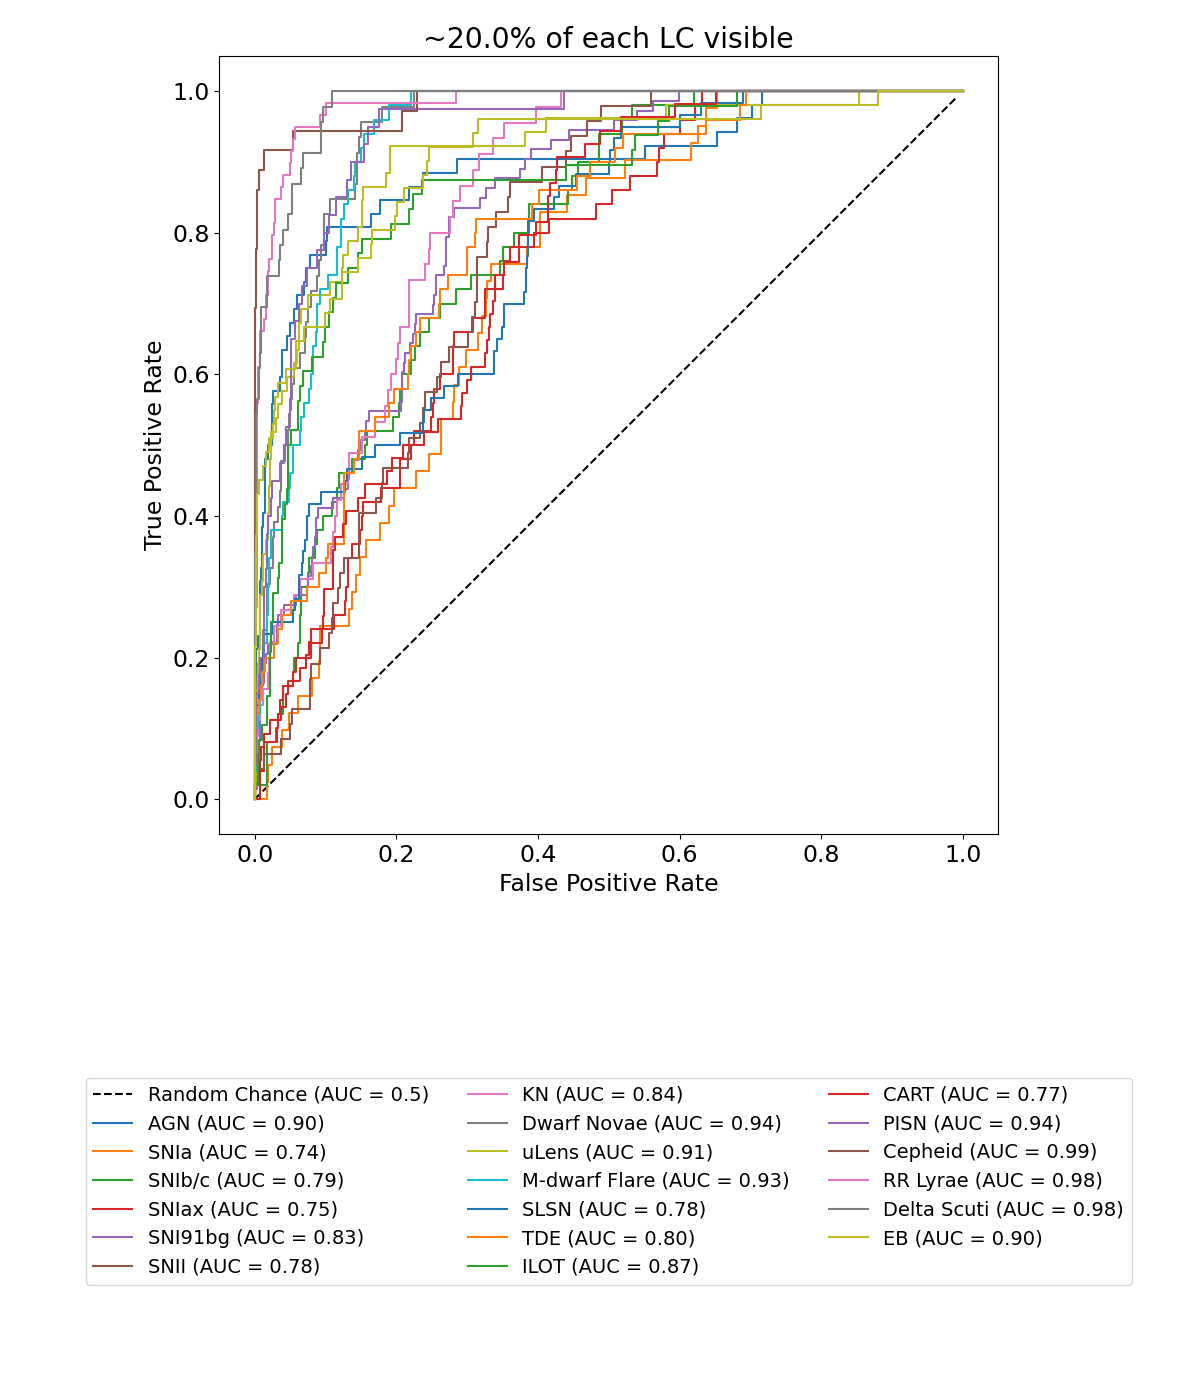 ~20.0% of each LC visible
True Positive Rate
1.0
0.8
0.6
0.4
0.2
0.0
0.0 0.2 0.4 0.6 0.8 1.0
False Positive Rate
Random Chance (AUC = 0.5)
AGN (AUC = 0.90)
SNIa (AUC = 0.74)
SNIb/c (AUC = 0.79)
SNIax (AUC = 0.75)
SNI91bg (AUC = 0.83)
SNII (AUC = 0.78)
KN (AUC = 0.84)
Dwarf Novae (AUC = 0.94)
uLens (AUC = 0.91)
M-dwarf Flare (AUC = 0.93)
SLSN (AUC = 0.78)
TDE (AUC = 0.80)
ILOT (AUC = 0.87)
CART (AUC = 0.77)
PISN (AUC = 0.94)
Cepheid (AUC = 0.99)
RR Lyrae (AUC = 0.98)
Delta Scuti (AUC = 0.98)
EB (AUC = 0.90)